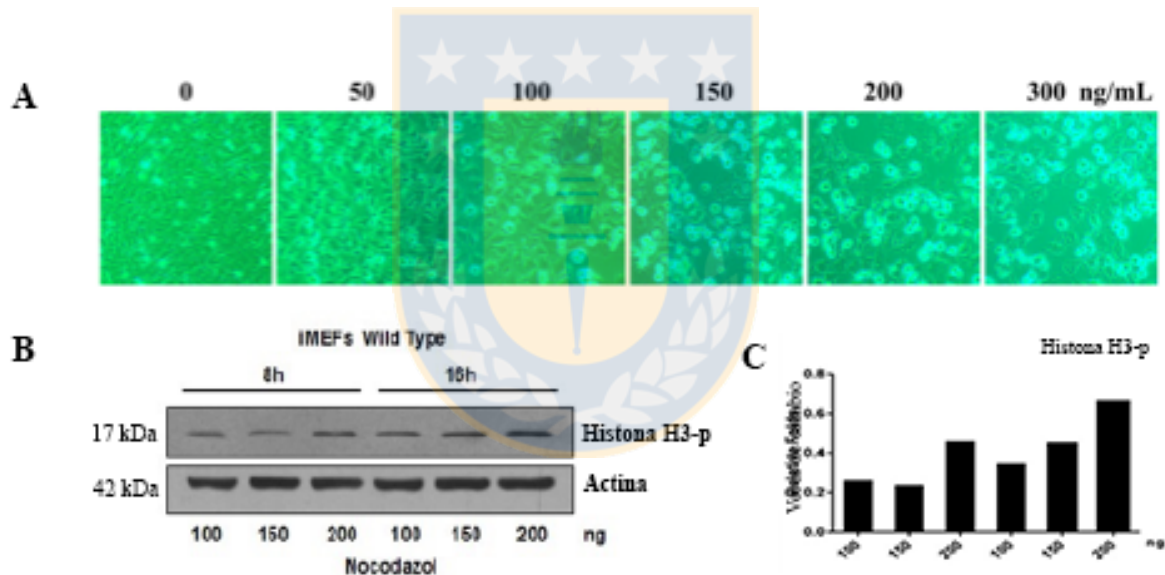 A
0 50 100 150 200 300 ng/mL
B
iMEFs Wild Type
8h 16h
17 kDa
Histona H3-p
42 kDa
Actina
100 150 200 100 150 200 ng
Nocodazol
C
Histona H3-p
0.8
0.6
0.4
0.2
0.0
100 150 200 100 150 200 ng